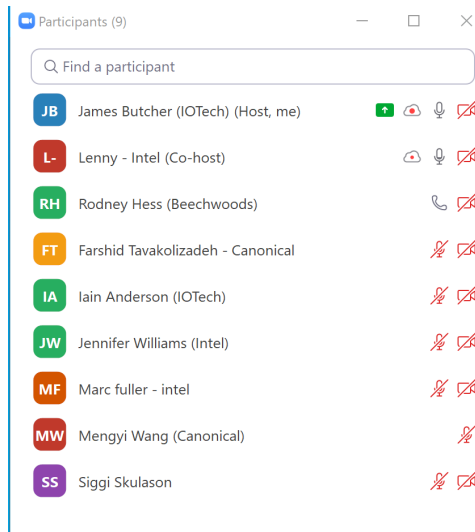 Participants (9)
Find a participant
JB James Butcher (IOTech) (Host, me)
L- Lenny - Intel (Co-host)
RH Rodney Hess (Beechwoods)
FT Farshid Tavakolizadeh - Canonical
IA Iain Anderson (IOTech)
JW Jennifer Williams (Intel)
MF Marc fuller - intel
MW Mengyi Wang (Canonical)
SS Siggi Skulason